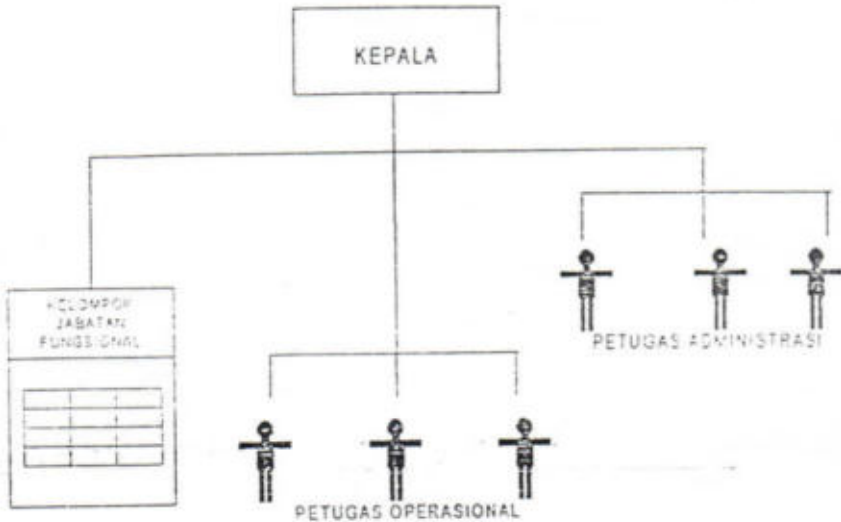 KEPALA
KELOMPOK
JABATAN
FUNGSIONAL
PETUGAS ADMINISTRASI
PETUGAS OPERASIONAL